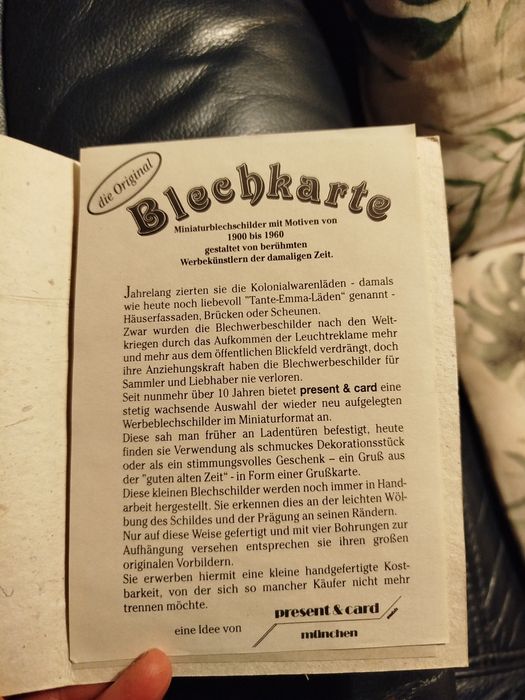 die Original
Blechkarte
Miniaturblechschilder mit Motiven von
1900 bis 1960
gestaltet von berühmten
Werbekünstlern der damaligen Zeit.
Jahrelang zierten sie die Kolonialwarenläden - damals
wie heute noch liebevoll "Tante-Emma-Läden“ genannt -
Häuserfassaden, Brücken oder Scheunen.
Zwar wurden die Blechwerbeschilder nach den Welt-
kriegen durch das Aufkommen der Leuchtreklame mehr
und mehr aus dem öffentlichen Blickfeld verdrängt, doch
ihre Anziehungskraft haben die Blechwerbeschilder für
Sammler und Liebhaber nie verloren.
Seit nunmehr über 10 Jahren bietet present & card eine
stetig wachsende Auswahl der wieder neu aufgelegten
Werbeblechschilder im Miniaturformat an.
Diese sah man früher an Ladentüren befestigt, heute
finden sie Verwendung als schmuckes Dekorationsstück
oder als ein stimmungsvolles Geschenk – ein Gruß aus
der "guten alten Zeit“ - in Form einer Grußkarte.
Diese kleinen Blechschilder werden noch immer in Hand-
arbeit hergestellt. Sie erkennen dies an der leichten Wöl-
bung des Schildes und der Prägung an seinen Rändern.
Nur auf diese Weise gefertigt und mit vier Bohrungen zur
Aufhängung versehen entsprechen sie ihren großen
originalen Vorbildern.
Sie erwerben hiermit eine kleine handgefertigte Kost-
barkeit, von der sich so mancher Käufer nicht mehr
trennen möchte.
eine Idee von
present & card
münchen